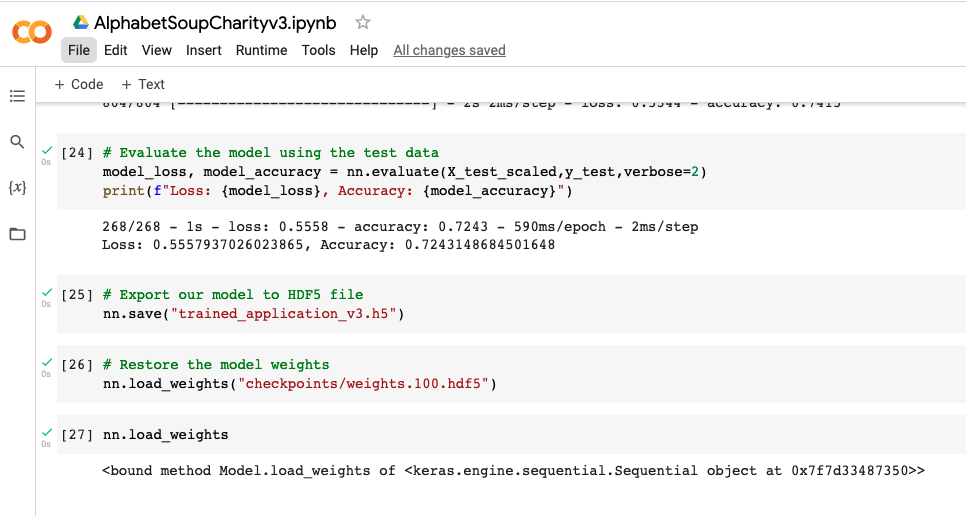 AlphabetSoupCharityv3.ipynb
File Edit View Insert Runtime Tools Help All changes saved
+ Code + Text
804/804 [==============================] - 2s 2ms/step - loss: 0.5344 - accuracy: 0.7415
0s [24] # Evaluate the model using the test data
model_loss, model_accuracy = nn.evaluate(X_test_scaled,y_test,verbose=2)
print(f"Loss: {model_loss}, Accuracy: {model_accuracy}")
268/268 - 1s - loss: 0.5558 - accuracy: 0.7243 - 590ms/epoch - 2ms/step
Loss: 0.5557937026023865, Accuracy: 0.7243148684501648
0s [25] # Export our model to HDF5 file
nn.save("trained_application_v3.h5")
0s [26] # Restore the model weights
nn.load_weights("checkpoints/weights.100.hdf5")
0s [27] nn.load_weights
<bound method Model.load_weights of <keras.engine.sequential.Sequential object at 0x7f7d33487350>>
{x}